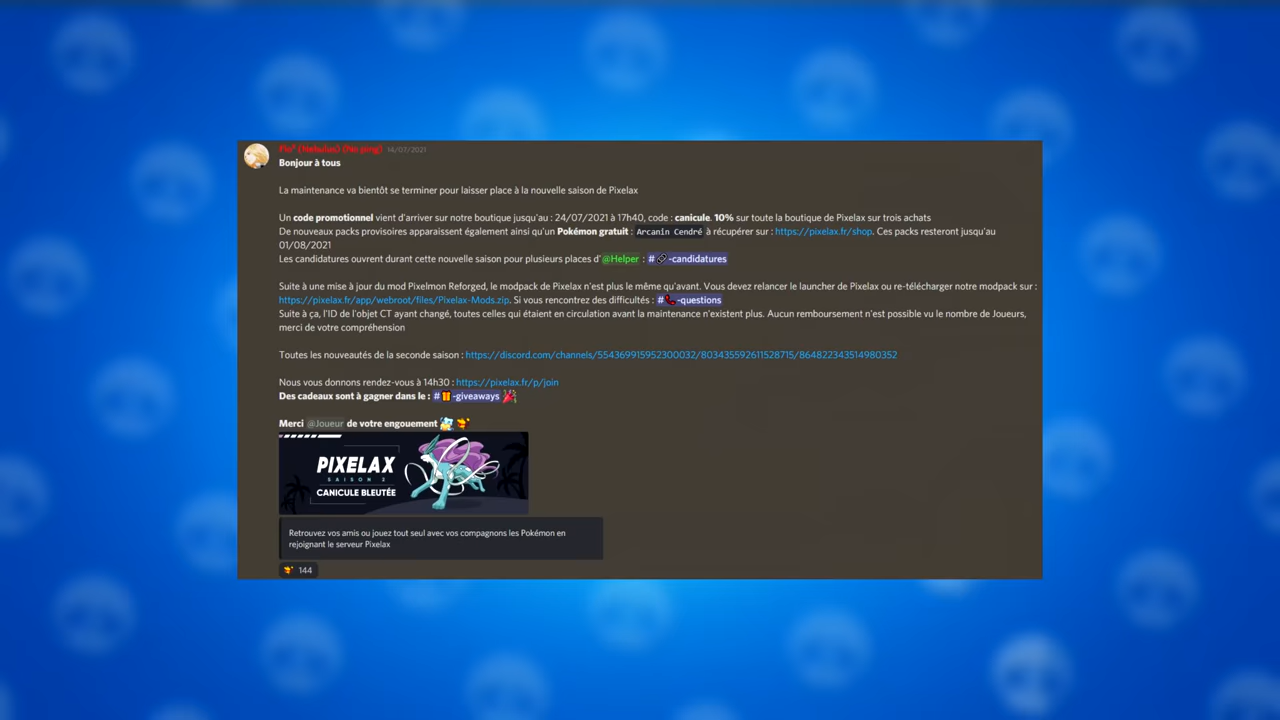 Pio² (Nebulus) (No ping) 14/07/2021
Bonjour à tous
La maintenance va bientôt se terminer pour laisser place à la nouvelle saison de Pixelax
Un code promotionnel vient d'arriver sur notre boutique jusqu'au : 24/07/2021 à 17h40, code : canicule. 10% sur toute la boutique de Pixelax sur trois achats
De nouveaux packs provisoires apparaissent également ainsi qu'un Pokémon gratuit : Arcanin Cendré à récupérer sur : https://pixelax.fr/shop. Ces packs resteront jusqu'au
01/08/2021
Les candidatures ouvrent durant cette nouvelle saison pour plusieurs places d'@Helper : #-candidatures
Suite à une mise à jour du mod Pixelmon Reforged, le modpack de Pixelax n'est plus le même qu'avant. Vous devez relancer le launcher de Pixelax ou re-télécharger notre modpack sur :
https://pixelax.fr/app/webroot/files/Pixelax-Mods.zip. Si vous rencontrez des difficultés : #-questions
Suite à ça, l'ID de l'objet CT ayant changé, toutes celles qui étaient en circulation avant la maintenance n'existent plus. Aucun remboursement n'est possible vu le nombre de Joueurs,
merci de votre compréhension
Toutes les nouveautés de la seconde saison : https://discord.com/channels/554369915952300032/803435592611528715/864822343514980352
Nous vous donnons rendez-vous à 14h30 : https://pixelax.fr/p/join
Des cadeaux sont à gagner dans le : #-giveaways
Merci @Joueur de votre engouement
PIXELAX
SAISON 2
CANICULE BLEUTÉE
Retrouvez vos amis ou jouez tout seul avec vos compagnons les Pokémon en
rejoignant le serveur Pixelax
144